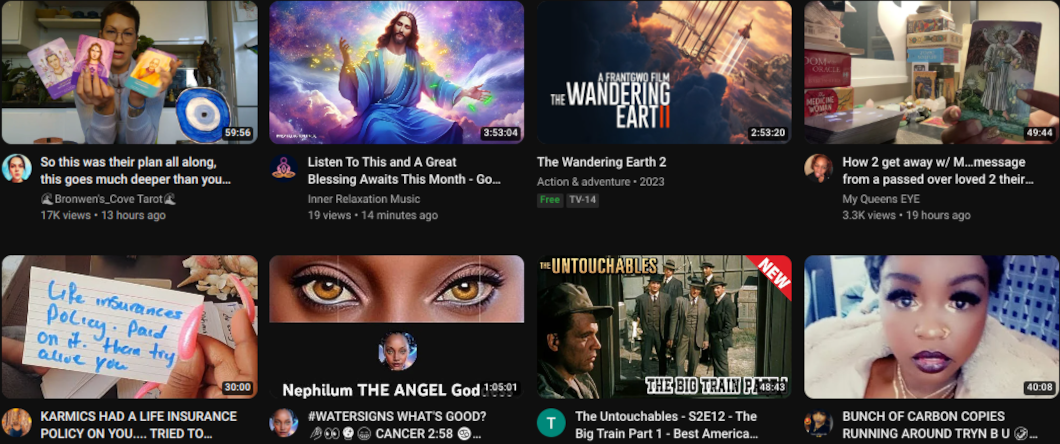 59:56
So this was their plan all along,
this goes much deeper than you...
Bronwen's_Cove Tarot
17K views • 13 hours ago
3:53:04
Listen To This and A Great
Blessing Awaits This Month - Go...
Inner Relaxation Music
19 views • 14 minutes ago
A FRANTGWO FILM
THE WANDERING
EARTH II
2:53:20
The Wandering Earth 2
Action & adventure • 2023
Free TV-14
ORACLE
MEDICINE
WOMAN
49:44
How 2 get away w/ M...message
from a passed over loved 2 their...
My Queens EYE
3.3K views • 19 hours ago
Life insurances
Policy. Paid
on it. them try
alive you
30:00
KARMICS HAD A LIFE INSURANCE
POLICY ON YOU.... TRIED TO...
Nephilum THE ANGEL God
1:05:01
#WATERSIGNS WHAT'S GOOD?
CANCER 2:58
THE UNTOUCHABLES
NEW
THE BIG TRAIN PART 1
48:43
T
The Untouchables - S2E12 - The
Big Train Part 1 - Best America...
40:08
BUNCH OF CARBON COPIES
RUNNING AROUND TRYN B U